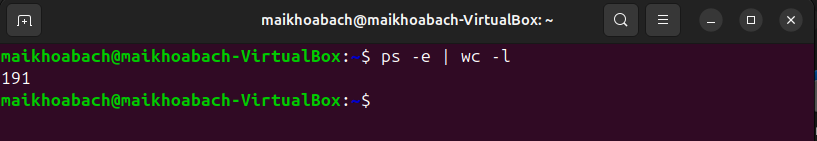 maikhoabach@maikhoabach-VirtualBox: ~
maikhoabach@maikhoabach-VirtualBox:~$ ps -e | wc -l
191
maikhoabach@maikhoabach-VirtualBox:~$